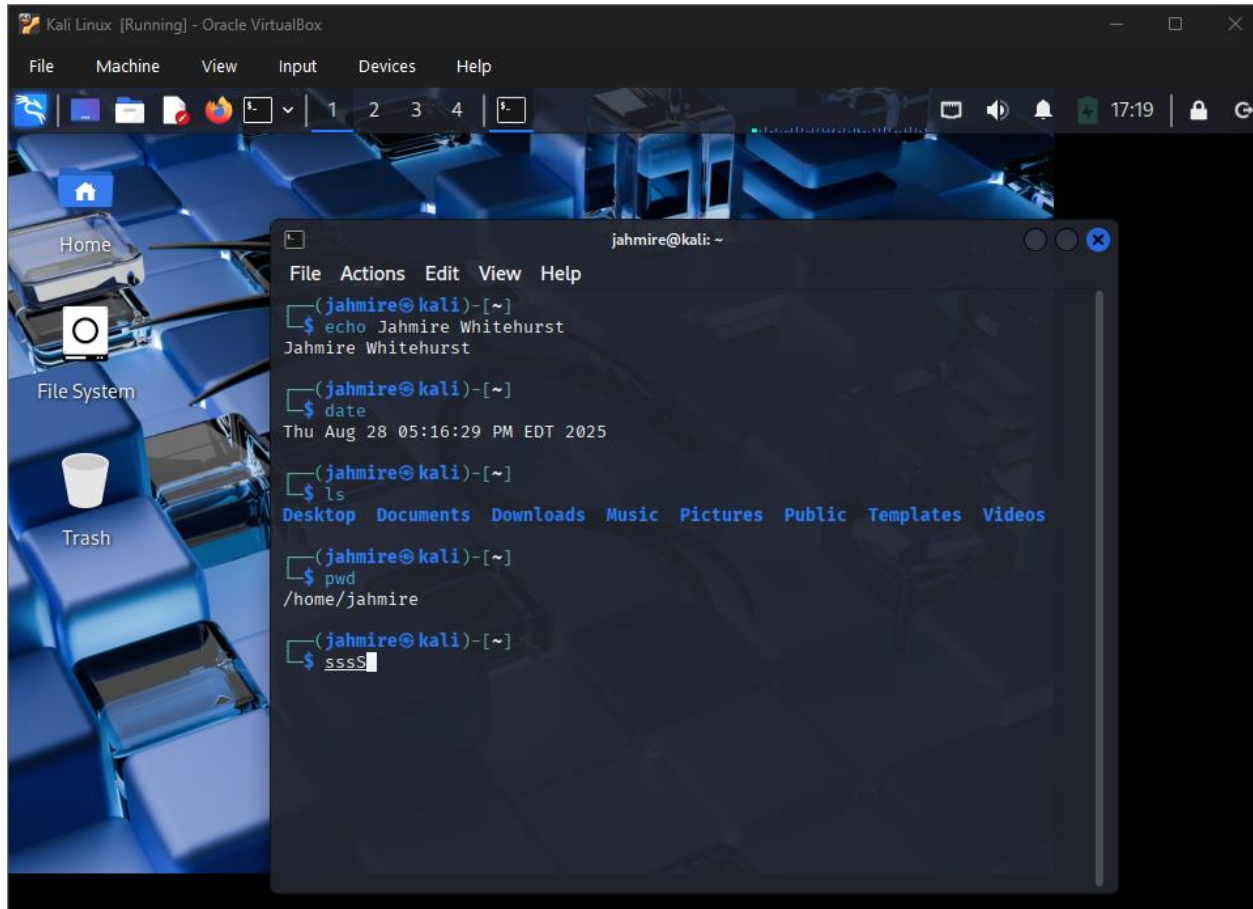 Kali Linux [Running] - Oracle VirtualBox
File Machine View Input Devices Help
1 2 3 4 17:19
Home
File System
Trash
jahmire@kali: ~
File Actions Edit View Help
┌──(jahmire㉿kali)-[~]
└─$ echo Jahmire Whitehurst
Jahmire Whitehurst
┌──(jahmire㉿kali)-[~]
└─$ date
Thu Aug 28 05:16:29 PM EDT 2025
┌──(jahmire㉿kali)-[~]
└─$ ls
Desktop Documents Downloads Music Pictures Public Templates Videos
┌──(jahmire㉿kali)-[~]
└─$ pwd
/home/jahmire
┌──(jahmire㉿kali)-[~]
└─$ sssS